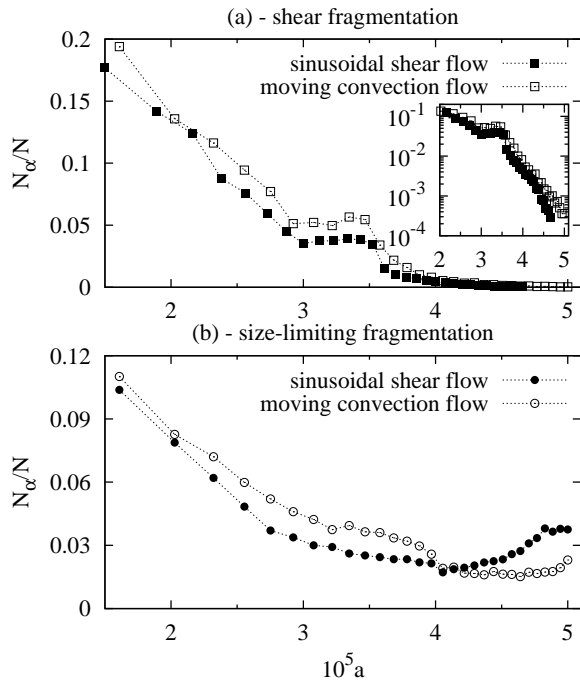 (a) - shear fragmentation
0.2
0.15
0.1
0.05
0
N_α/N
sinusoidal shear flow
moving convection flow
10^-1
10^-2
10^-3
10^-4
2 3 4 5
2 3 4 5
(b) - size-limiting fragmentation
0.12
0.09
0.06
0.03
0
N_α/N
sinusoidal shear flow
moving convection flow
2 3 4 5
10^5a